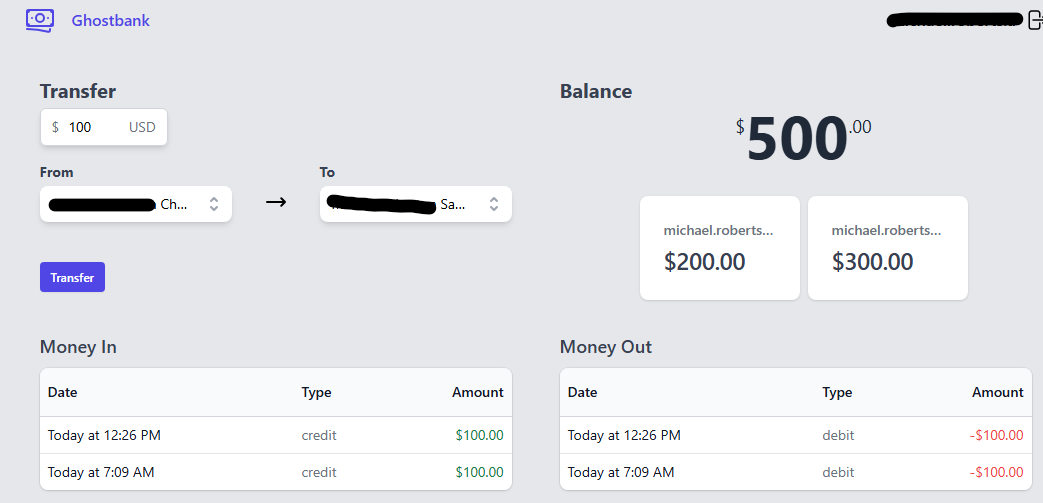 Ghostbank
Transfer
$ 100 USD
From
Ch...
To
Sa...
Transfer
Balance
$500.00
michael.roberts...
$200.00
michael.roberts...
$300.00
Money In
Date Type Amount
Today at 12:26 PM credit $100.00
Today at 7:09 AM credit $100.00
Money Out
Date Type Amount
Today at 12:26 PM debit -$100.00
Today at 7:09 AM debit -$100.00